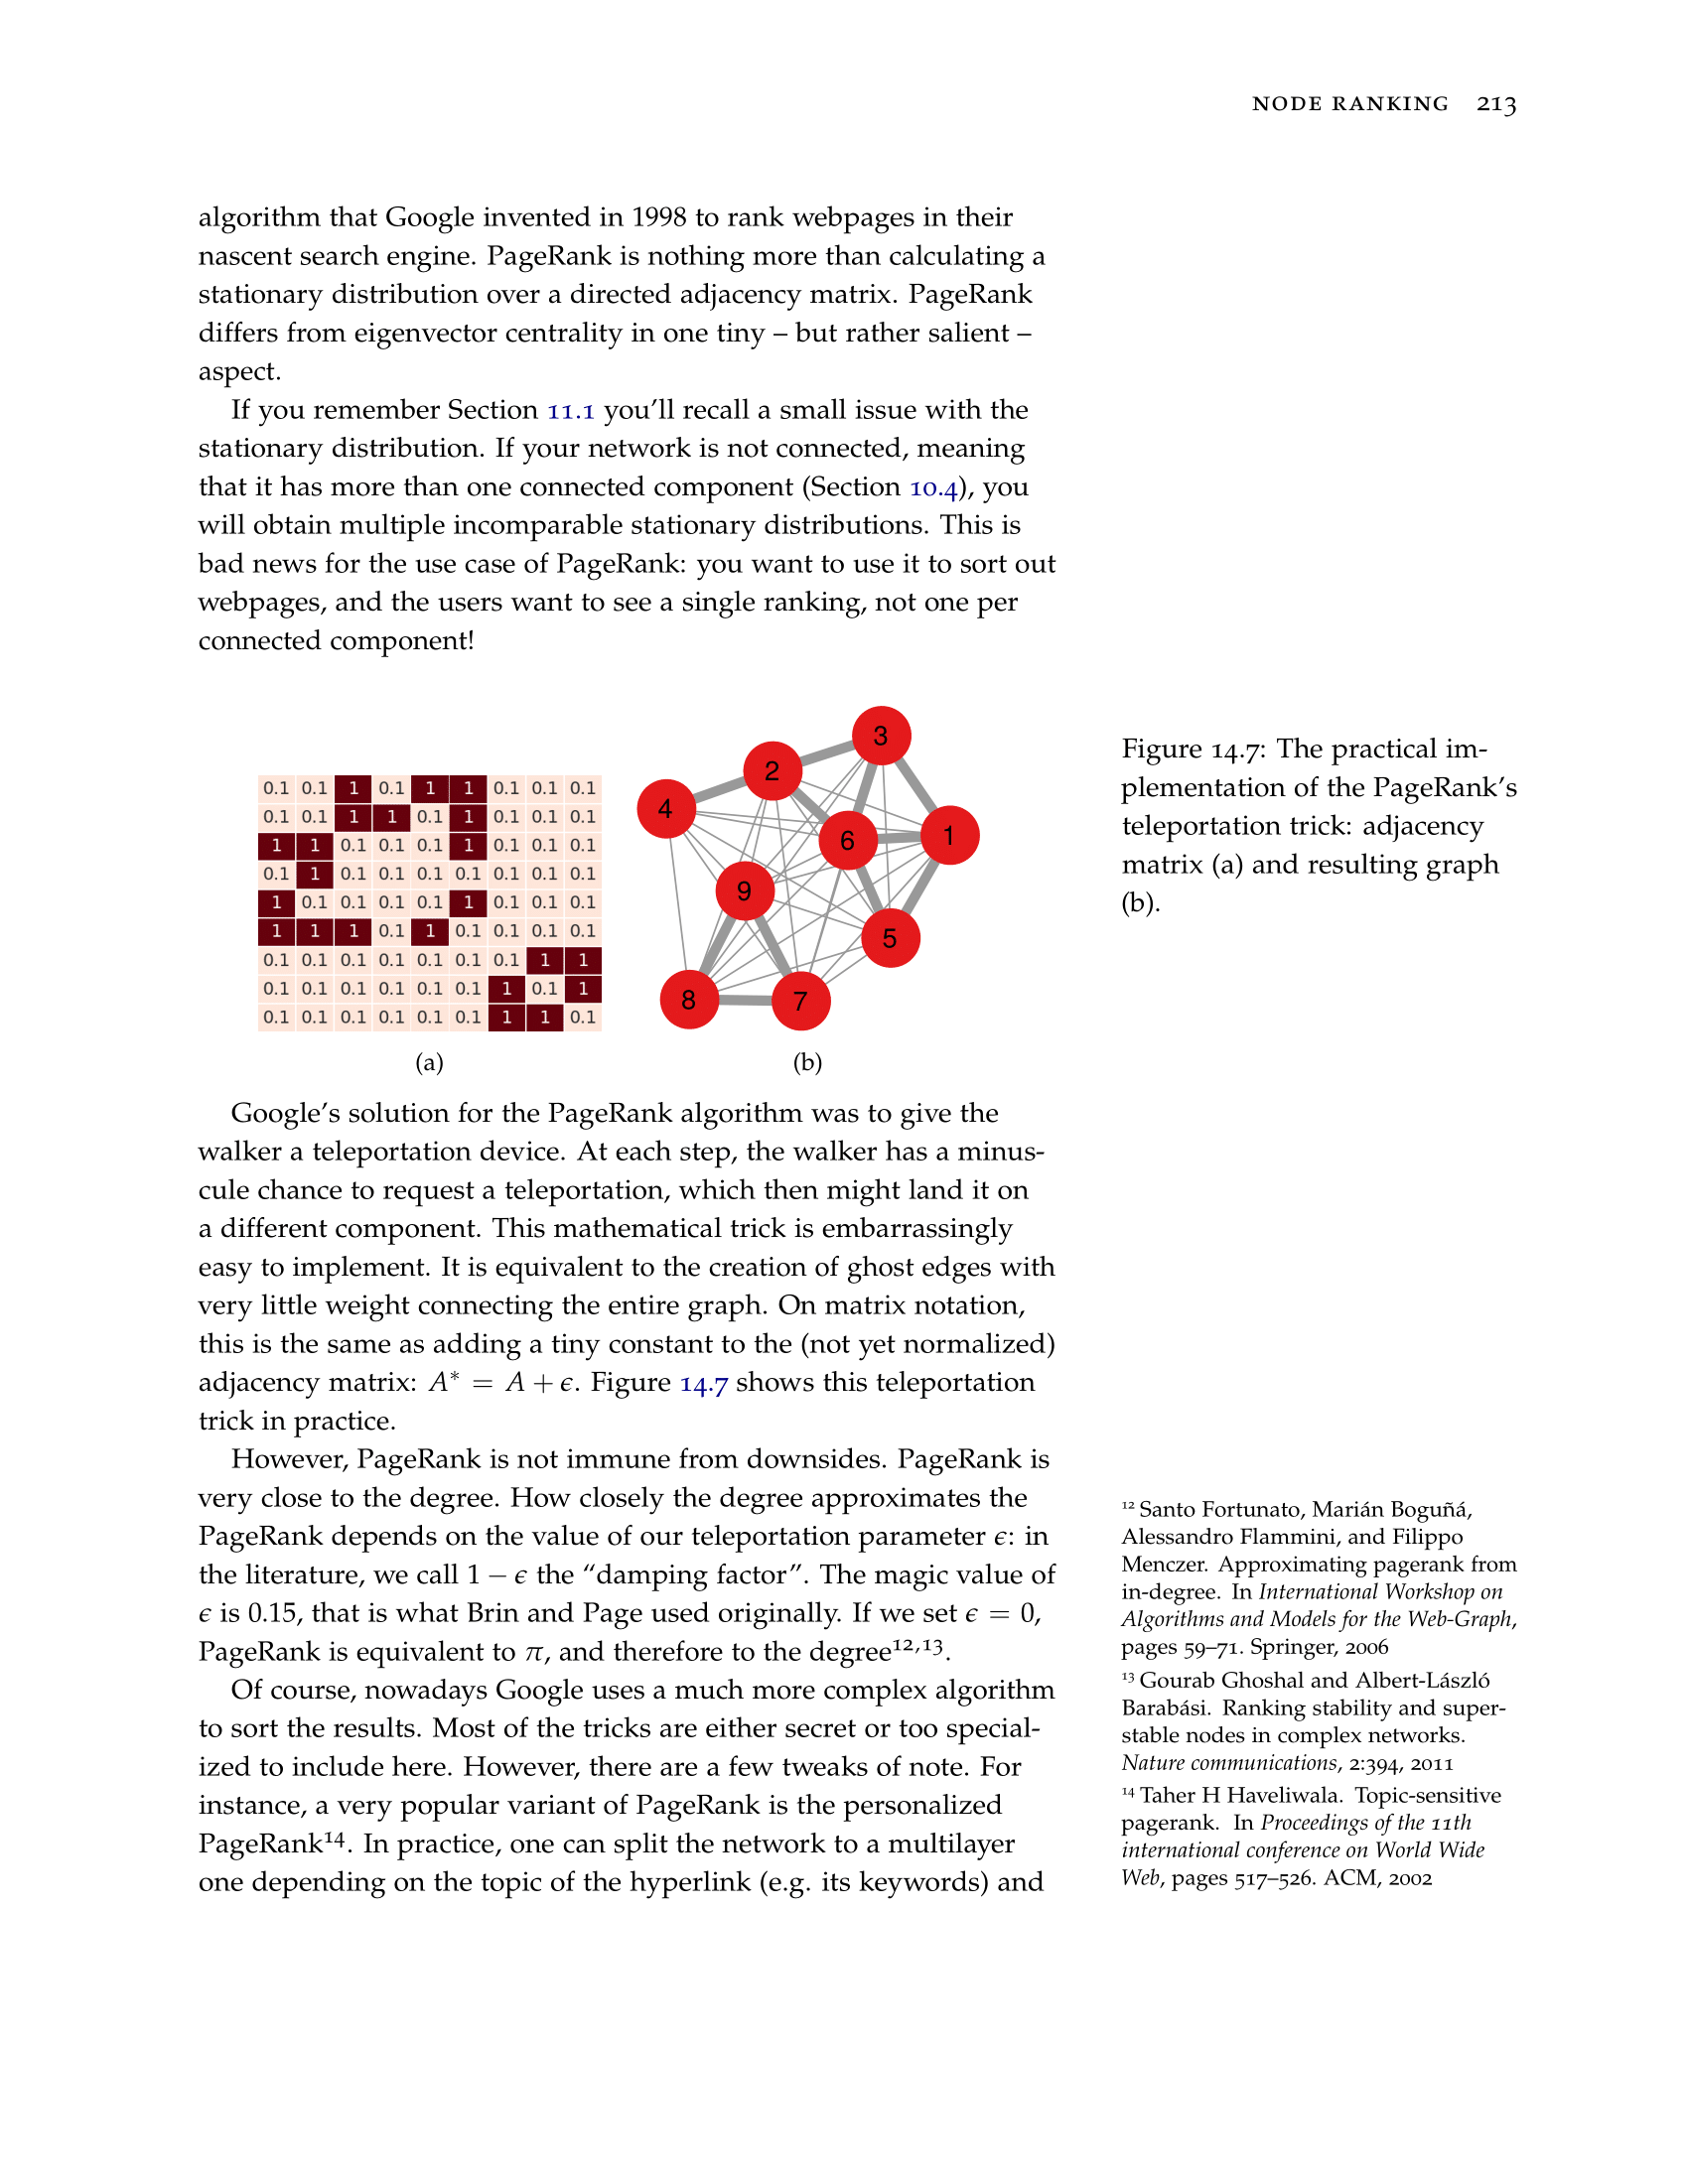 NODE RANKING 213
algorithm that Google invented in 1998 to rank webpages in their
nascent search engine. PageRank is nothing more than calculating a
stationary distribution over a directed adjacency matrix. PageRank
differs from eigenvector centrality in one tiny – but rather salient –
aspect.
If you remember Section 11.1 you'll recall a small issue with the
stationary distribution. If your network is not connected, meaning
that it has more than one connected component (Section 10.4), you
will obtain multiple incomparable stationary distributions. This is
bad news for the use case of PageRank: you want to use it to sort out
webpages, and the users want to see a single ranking, not one per
connected component!
0.1 0.1 1 0.1 1 1 0.1 0.1 0.1
0.1 0.1 1 1 0.1 1 0.1 0.1 0.1
1 1 0.1 0.1 0.1 1 0.1 0.1 0.1
0.1 1 0.1 0.1 0.1 0.1 0.1 0.1 0.1
1 0.1 0.1 0.1 0.1 1 0.1 0.1 0.1
1 1 1 0.1 1 0.1 0.1 0.1 0.1
0.1 0.1 0.1 0.1 0.1 0.1 0.1 1 1
0.1 0.1 0.1 0.1 0.1 0.1 1 0.1 1
0.1 0.1 0.1 0.1 0.1 0.1 1 1 0.1
(a)
3
2
4
6
1
9
5
8
7
(b)
Figure 14.7: The practical im-
plementation of the PageRank's
teleportation trick: adjacency
matrix (a) and resulting graph
(b).
Google's solution for the PageRank algorithm was to give the
walker a teleportation device. At each step, the walker has a minus-
cule chance to request a teleportation, which then might land it on
a different component. This mathematical trick is embarrassingly
easy to implement. It is equivalent to the creation of ghost edges with
very little weight connecting the entire graph. On matrix notation,
this is the same as adding a tiny constant to the (not yet normalized)
adjacency matrix: A* = A + ϵ. Figure 14.7 shows this teleportation
trick in practice.
However, PageRank is not immune from downsides. PageRank is
very close to the degree. How closely the degree approximates the
PageRank depends on the value of our teleportation parameter ϵ: in
the literature, we call 1 − ϵ the “damping factor”. The magic value of
ϵ is 0.15, that is what Brin and Page used originally. If we set ϵ = 0,
PageRank is equivalent to π, and therefore to the degree¹²,¹³.
Of course, nowadays Google uses a much more complex algorithm
to sort the results. Most of the tricks are either secret or too special-
ized to include here. However, there are a few tweaks of note. For
instance, a very popular variant of PageRank is the personalized
PageRank¹⁴. In practice, one can split the network to a multilayer
one depending on the topic of the hyperlink (e.g. its keywords) and
¹² Santo Fortunato, Marián Boguñá,
Alessandro Flammini, and Filippo
Menczer. Approximating pagerank from
in-degree. In International Workshop on
Algorithms and Models for the Web-Graph,
pages 59–71. Springer, 2006
¹³ Gourab Ghoshal and Albert-László
Barabási. Ranking stability and super-
stable nodes in complex networks.
Nature communications, 2:394, 2011
¹⁴ Taher H Haveliwala. Topic-sensitive
pagerank. In Proceedings of the 11th
international conference on World Wide
Web, pages 517–526. ACM, 2002